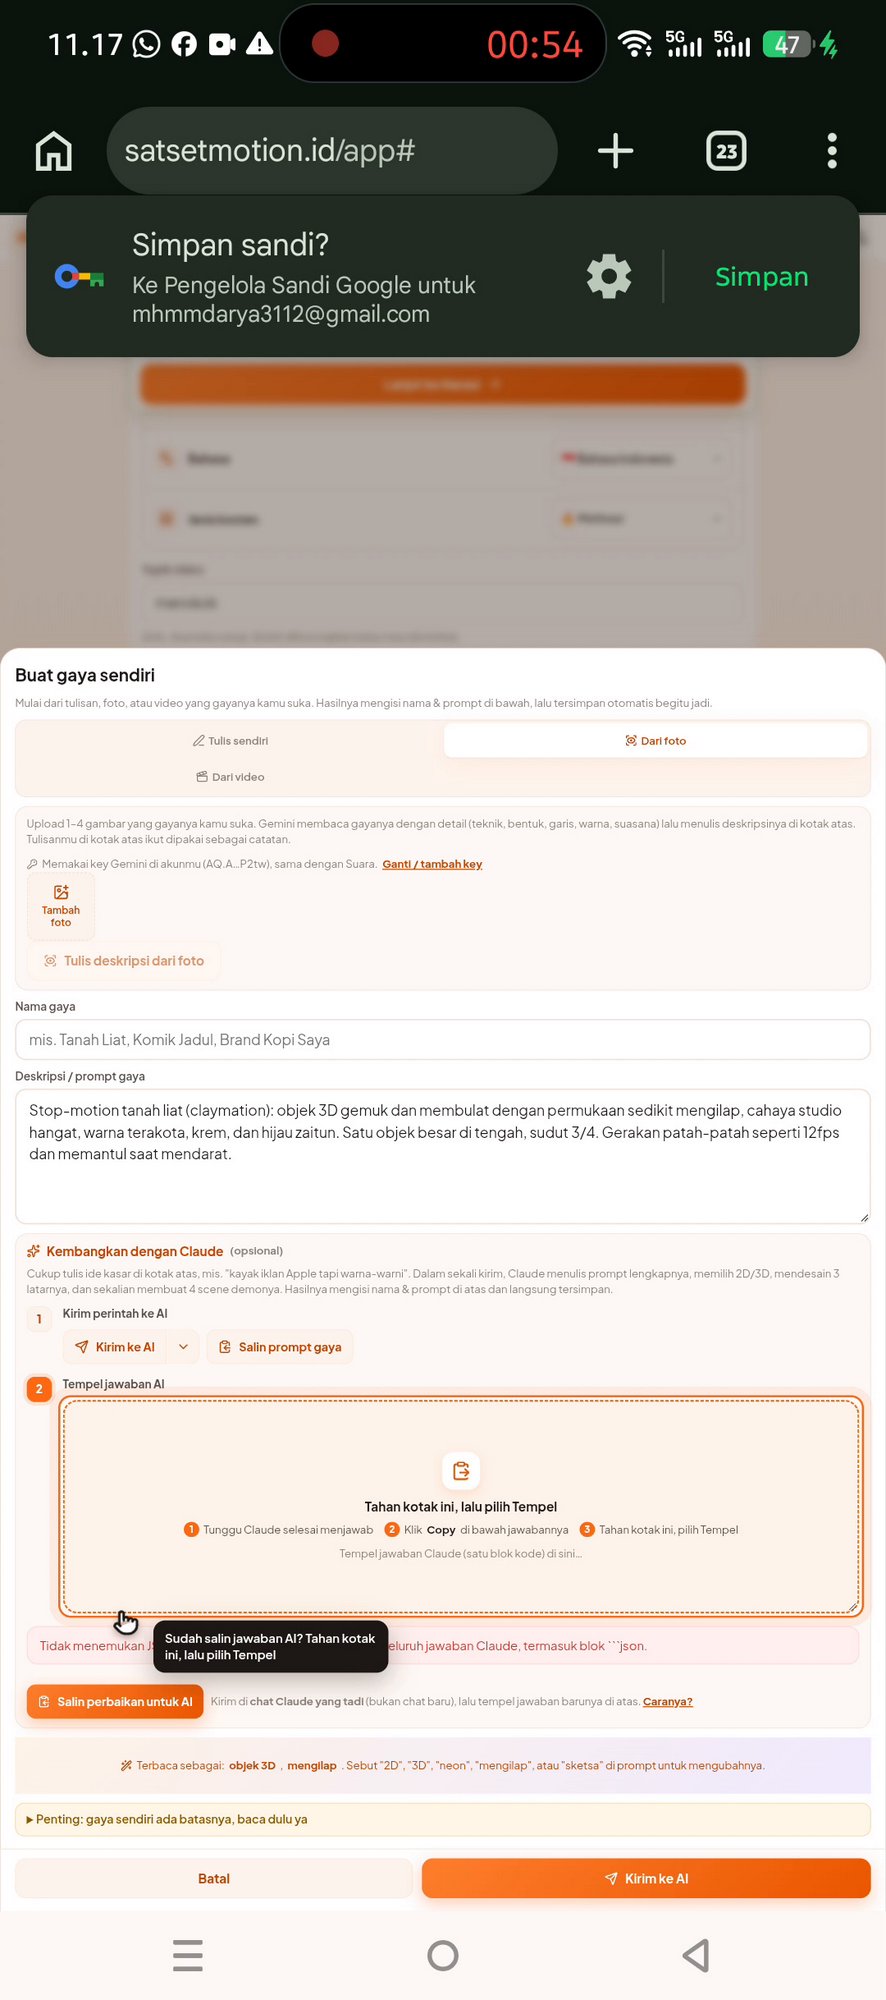 11.17
00:54
5G
5G
47
satsetmotion.id/app#
23
Simpan sandi?
Ke Pengelola Sandi Google untuk
mhmmdarya3112@gmail.com
Simpan
Bahasa
Bahasa Indonesia
Buat gaya sendiri
Mulai dari tulisan, foto, atau video yang gayanya kamu suka. Hasilnya mengisi nama & prompt di bawah, lalu tersimpan otomatis begitu jadi.
Tulis sendiri
Dari foto
Dari video
Upload 1–4 gambar yang gayanya kamu suka. Gemini membaca gayanya dengan detail (teknik, bentuk, garis, warna, suasana) lalu menulis deskripsinya di kotak atas.
Tulisanmu di kotak atas ikut dipakai sebagai catatan.
Memakai key Gemini di akunmu (AQ.A…P2tw), sama dengan Suara. Ganti / tambah key
Tambah
foto
Tulis deskripsi dari foto
Nama gaya
mis. Tanah Liat, Komik Jadul, Brand Kopi Saya
Deskripsi / prompt gaya
Stop-motion tanah liat (claymation): objek 3D gemuk dan membulat dengan permukaan sedikit mengilap, cahaya studio
hangat, warna terakota, krem, dan hijau zaitun. Satu objek besar di tengah, sudut 3/4. Gerakan patah-patah seperti 12fps
dan memantul saat mendarat.
Kembangkan dengan Claude (opsional)
Cukup tulis ide kasar di kotak atas, mis. "kayak iklan Apple tapi warna-warni". Dalam sekali kirim, Claude menulis prompt lengkapnya, memilih 2D/3D, mendesain 3
latarnya, dan sekalian membuat 4 scene demonya. Hasilnya mengisi nama & prompt di atas dan langsung tersimpan.
1 Kirim perintah ke AI
Kirim ke AI
Salin prompt gaya
2 Tempel jawaban AI
Tahan kotak ini, lalu pilih Tempel
1 Tunggu Claude selesai menjawab 2 Klik Copy di bawah jawabannya 3 Tahan kotak ini, pilih Tempel
Tempel jawaban Claude (satu blok kode) di sini…
Sudah salin jawaban AI? Tahan kotak
ini, lalu pilih Tempel
Tidak menemukan eluruh jawaban Claude, termasuk blok ```json.
Salin perbaikan untuk AI
Kirim di chat Claude yang tadi (bukan chat baru), lalu tempel jawaban barunya di atas. Caranya?
Terbaca sebagai: objek 3D , mengilap . Sebut "2D", "3D", "neon", "mengilap", atau "sketsa" di prompt untuk mengubahnya.
Penting: gaya sendiri ada batasnya, baca dulu ya
Batal
Kirim ke AI